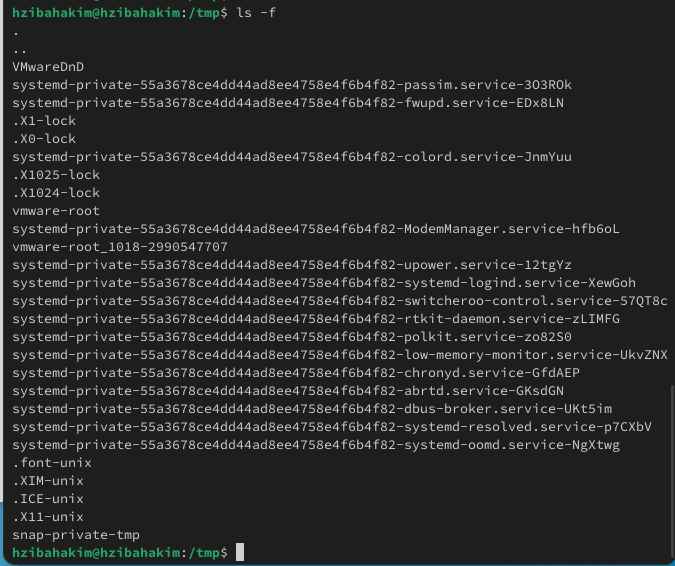 hzibahakim@hzibahakim:/tmp$ ls -f
.
..
VMwareDnD
systemd-private-55a3678ce4dd44ad8ee4758e4f6b4f82-passim.service-3O3ROk
systemd-private-55a3678ce4dd44ad8ee4758e4f6b4f82-fwupd.service-EDx8LN
.X1-lock
.X0-lock
systemd-private-55a3678ce4dd44ad8ee4758e4f6b4f82-colord.service-JnmYuu
.X1025-lock
.X1024-lock
vmware-root
systemd-private-55a3678ce4dd44ad8ee4758e4f6b4f82-ModemManager.service-hfb6oL
vmware-root_1018-2990547707
systemd-private-55a3678ce4dd44ad8ee4758e4f6b4f82-upower.service-12tgYz
systemd-private-55a3678ce4dd44ad8ee4758e4f6b4f82-systemd-logind.service-XewGoh
systemd-private-55a3678ce4dd44ad8ee4758e4f6b4f82-switcheroo-control.service-57QT8c
systemd-private-55a3678ce4dd44ad8ee4758e4f6b4f82-rtkit-daemon.service-zLIMFG
systemd-private-55a3678ce4dd44ad8ee4758e4f6b4f82-polkit.service-zo82S0
systemd-private-55a3678ce4dd44ad8ee4758e4f6b4f82-low-memory-monitor.service-UkvZNX
systemd-private-55a3678ce4dd44ad8ee4758e4f6b4f82-chronyd.service-GfdAEP
systemd-private-55a3678ce4dd44ad8ee4758e4f6b4f82-abrtd.service-GKsdGN
systemd-private-55a3678ce4dd44ad8ee4758e4f6b4f82-dbus-broker.service-UKt5im
systemd-private-55a3678ce4dd44ad8ee4758e4f6b4f82-systemd-resolved.service-p7CXbV
systemd-private-55a3678ce4dd44ad8ee4758e4f6b4f82-systemd-oomd.service-NgXtwg
.font-unix
.XIM-unix
.ICE-unix
.X11-unix
snap-private-tmp
hzibahakim@hzibahakim:/tmp$